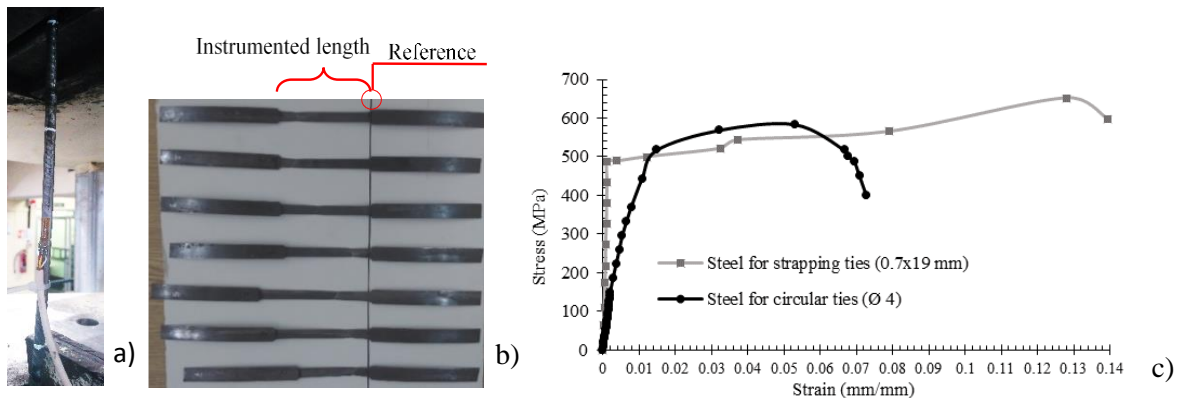 Instrumented length
Reference
a)
b)
Stress (MPa)
700
600
500
400
300
200
100
0
Steel for strapping ties (0.7x19 mm)
Steel for circular ties (Ø 4)
0 0.01 0.02 0.03 0.04 0.05 0.06 0.07 0.08 0.09 0.1 0.11 0.12 0.13 0.14
Strain (mm/mm)
c)